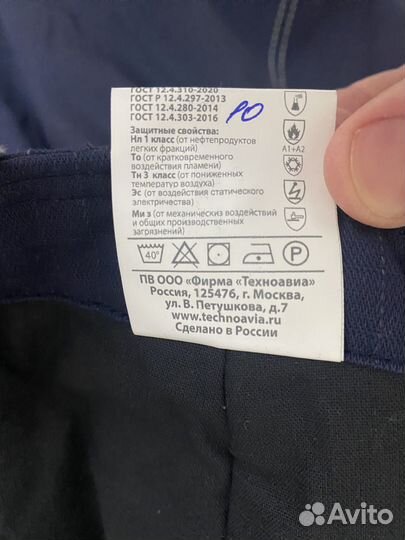 ГОСТ 12.4.310-2020
ГОСТ Р 12.4.297-2013
ГОСТ 12.4.280-2014
ГОСТ 12.4.303-2016
РО
Защитные свойства:
Нл 1 класс (от нефтепродуктов
легких фракций)
То (от кратковременного
воздействия пламени)
А1+А2
Тн 3 класс (от пониженных
температур воздуха)
Эс (от воздействия статического
электричества)
Ми з (от механических воздействий
и общих производственных
загрязнений)
40°
P
ПВ ООО «Фирма «Техноавиа»
Россия, 125476, г. Москва,
ул. В. Петушкова, д.7
www.technoavia.ru
Сделано в России
Avito